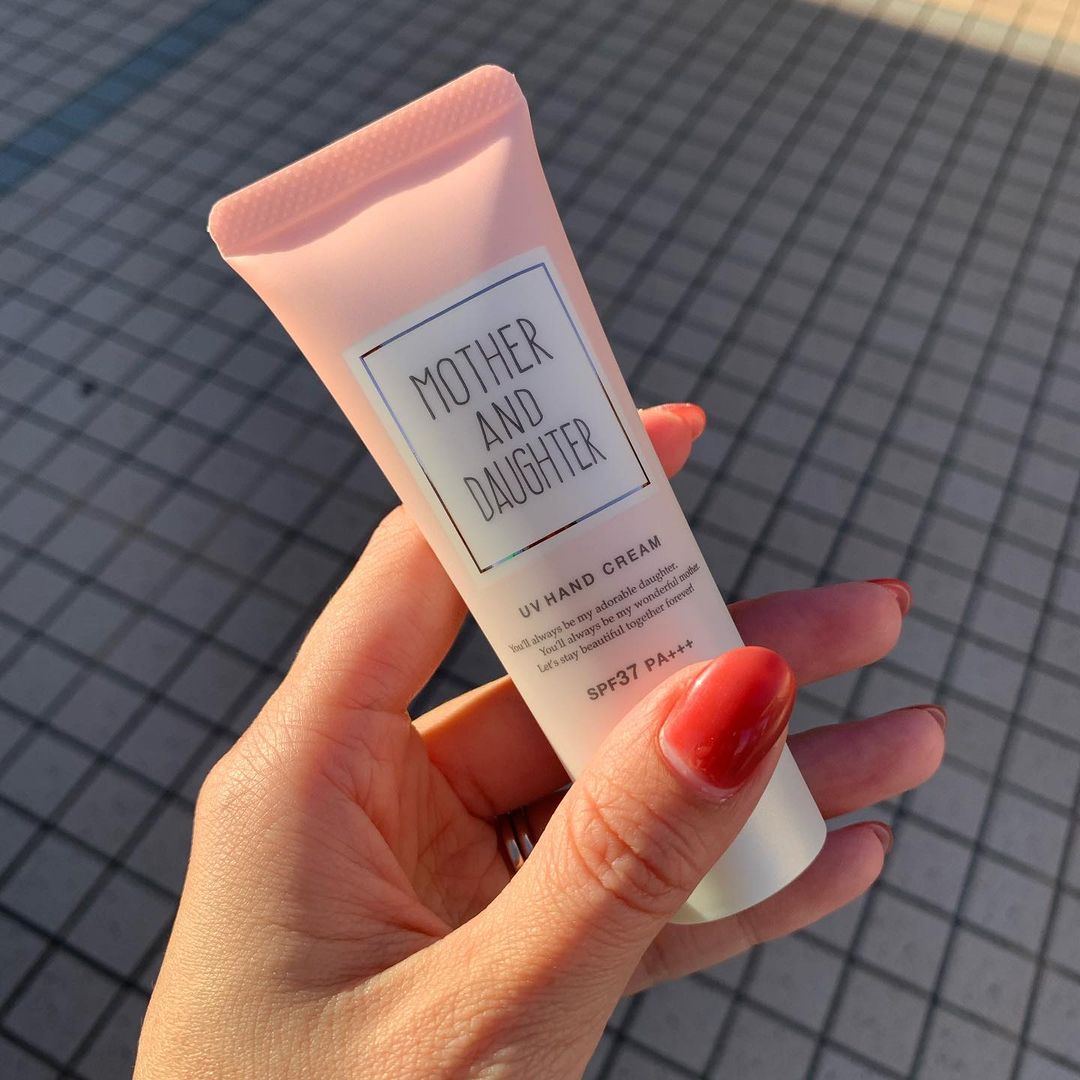 MOTHER
AND
DAUGHTER
UV HAND CREAM
You'll always be my adorable daughter.
You'll always be my wonderful mother.
Let's stay beautiful together forever!
SPF37 PA+++